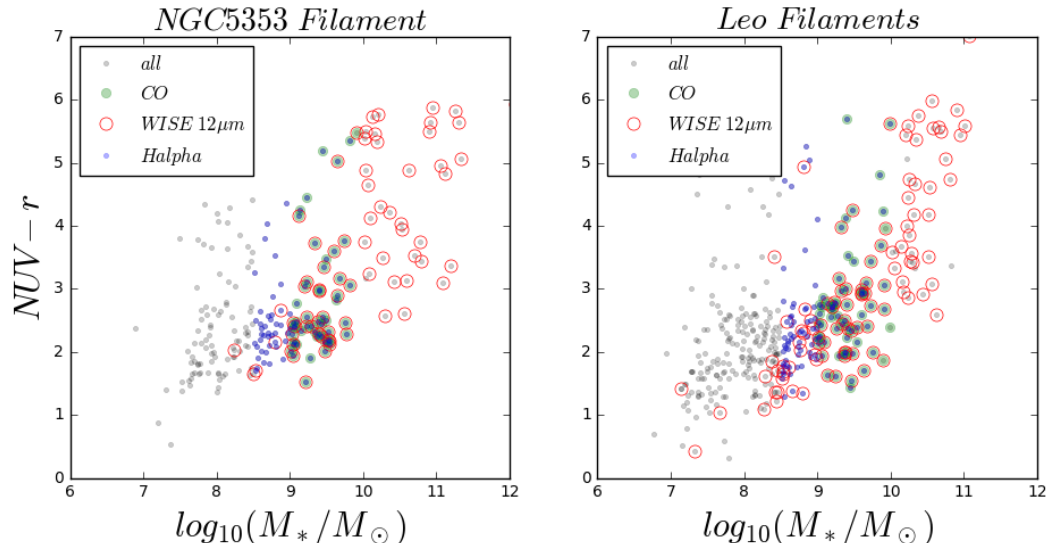 NGC5353 Filament
Leo Filaments
NUV − r
7
6
5
4
3
2
1
0
all
CO
WISE 12μm
Halpha
6 7 8 9 10 11 12
log₁₀(M*/M⊙)
7
6
5
4
3
2
1
0
all
CO
WISE 12μm
Halpha
6 7 8 9 10 11 12
log₁₀(M*/M⊙)